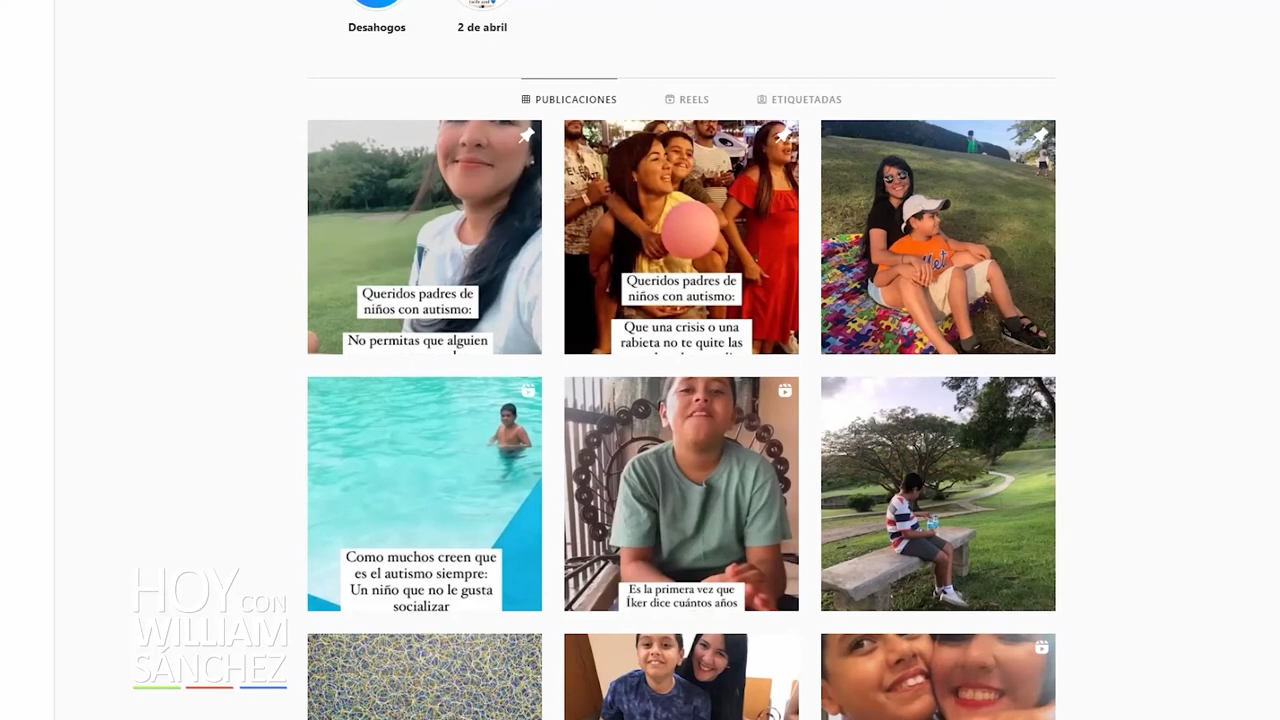 Desahogos
2 de abril
PUBLICACIONES
REELS
ETIQUETADAS
Queridos padres de
niños con autismo:
No permitas que alguien
Queridos padres de
niños con autismo:
Que una crisis o una
rabieta no te quite las
Met
Como muchos creen que
es el autismo siempre:
Un niño que no le gusta
socializar
Es la primera vez que
Íker dice cuántos años
HOY CON
WILLIAM
SÁNCHEZ